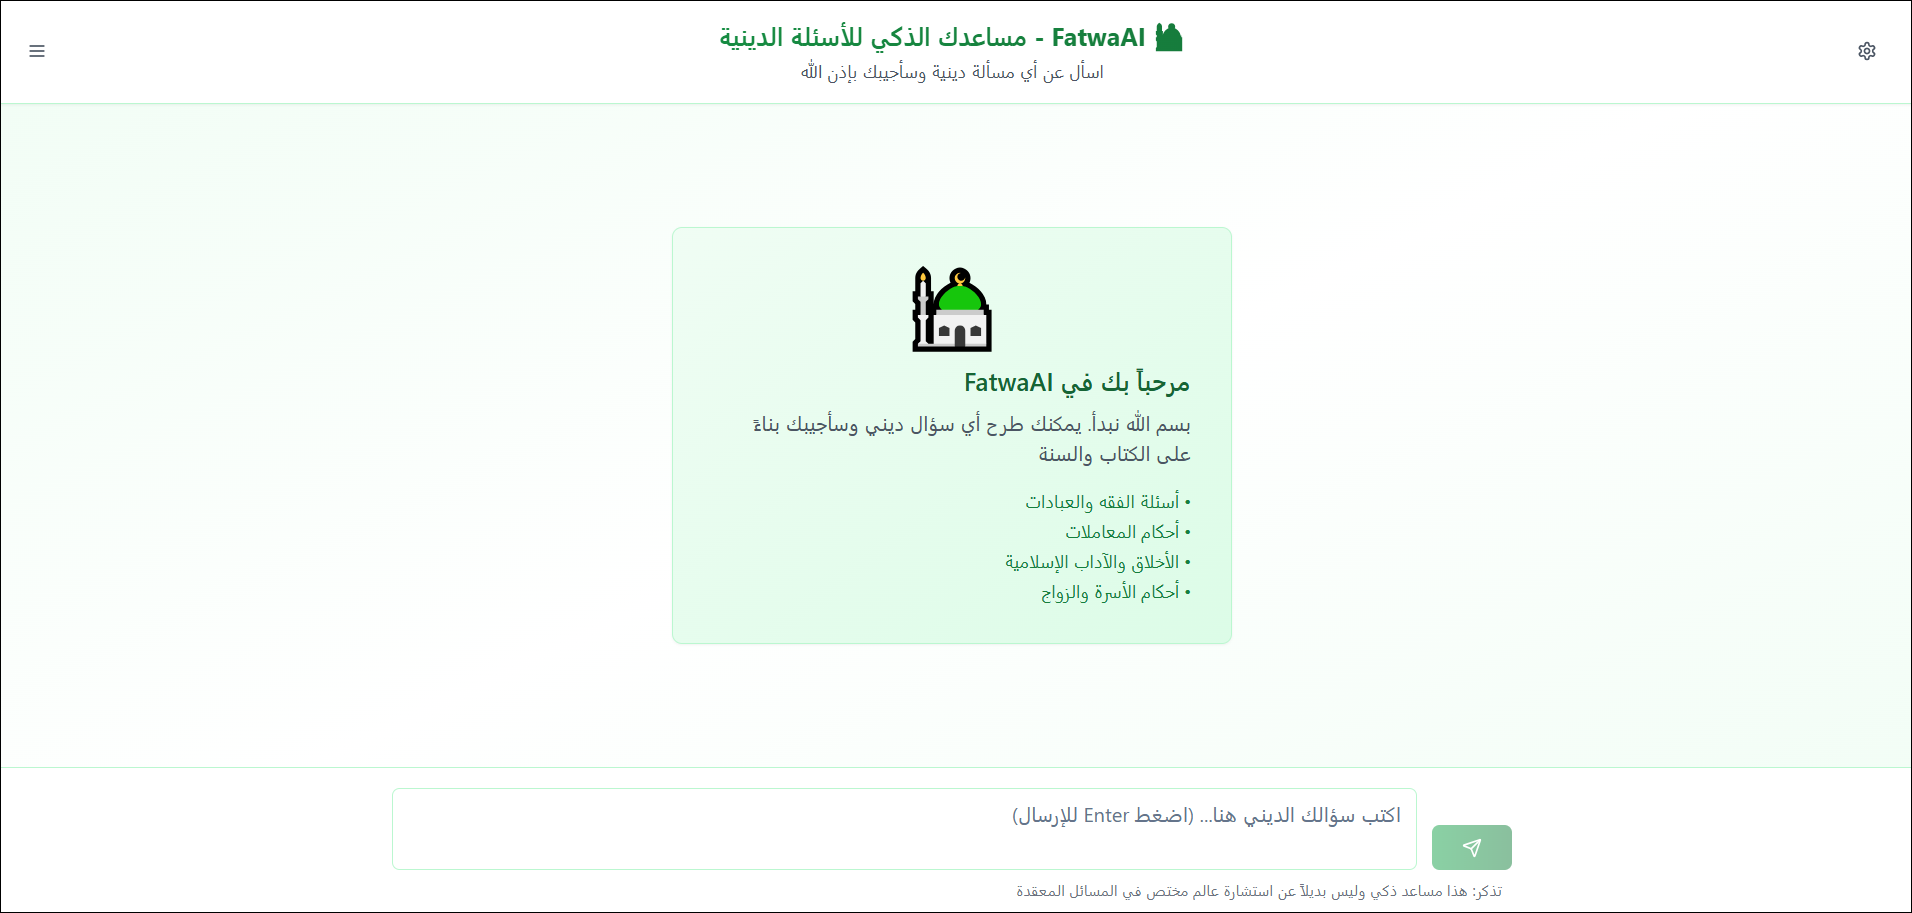 FatwaAI - مساعدك الذكي للأسئلة الدينية
اسأل عن أي مسألة دينية وسأجيبك بإذن الله
مرحباً بك في FatwaAI
بسم الله نبدأ. يمكنك طرح أي سؤال ديني وسأجيبك بناءً
على الكتاب والسنة
• أسئلة الفقه والعبادات
• أحكام المعاملات
• الأخلاق والآداب الإسلامية
• أحكام الأسرة والزواج
اكتب سؤالك الديني هنا... (اضغط Enter للإرسال)
تذكر: هذا مساعد ذكي وليس بديلاً عن استشارة عالم مختص في المسائل المعقدة